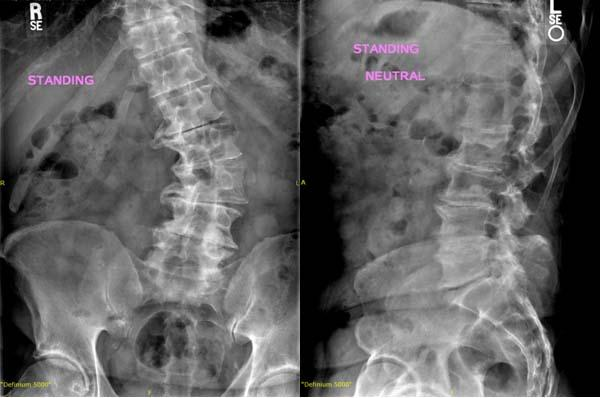 R
SE
STANDING
R
L
"Definium 5000"
F
L
SE
O
STANDING
NEUTRAL
A
"Definium 5000"